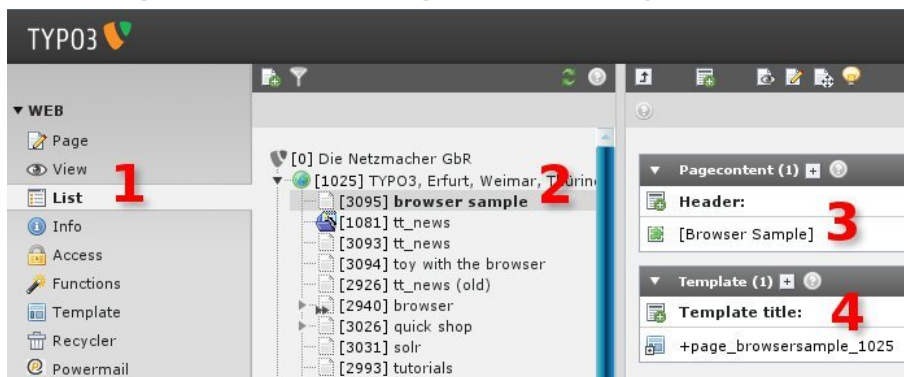 TYPO3
▼ WEB
Page
View
List
Info
Access
Functions
Template
Recycler
Powermail
1
[0] Die Netzmacher GbR
[1025] TYPO3, Erfurt, Weimar,
[3095] browser sample
[1081] tt_news
[3093] tt_news
[3094] toy with the browser
[2926] tt_news (old)
[2940] browser
[3026] quick shop
[3031] solr
[2993] tutorials
2
Pagecontent (1)
Header:
[Browser Sample]
3
Template (1)
Template title:
+page_browsersample_1025
4